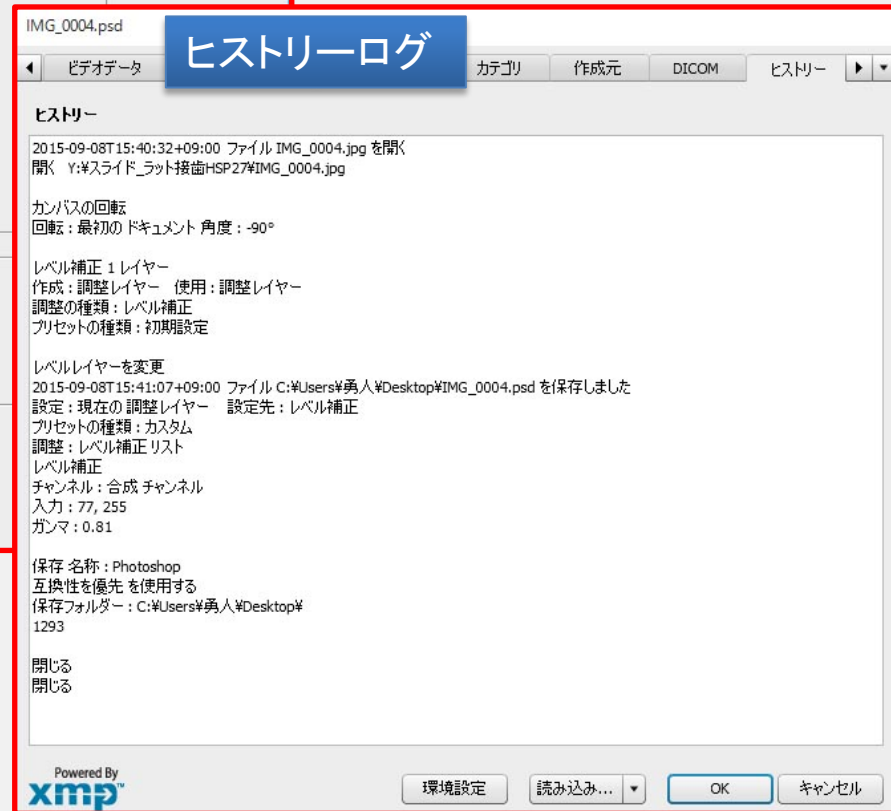 IMG_0004.psd
ヒストリーログ
ビデオデータ
カテゴリ
作成元
DICOM
ヒストリー
ヒストリー
2015-09-08T15:40:32+09:00 ファイル IMG_0004.jpg を開く
開く Y:¥スライド_ラット接歯HSP27¥IMG_0004.jpg
カンバスの回転
回転 : 最初の ドキュメント 角度 : -90°
レベル補正 1 レイヤー
作成 : 調整レイヤー 使用 : 調整レイヤー
調整の種類 : レベル補正
プリセットの種類 : 初期設定
レベルレイヤーを変更
2015-09-08T15:41:07+09:00 ファイル C:¥Users¥勇人¥Desktop¥IMG_0004.psd を保存しました
設定 : 現在の 調整レイヤー 設定先 : レベル補正
プリセットの種類 : カスタム
調整 : レベル補正 リスト
レベル補正
チャンネル : 合成 チャンネル
入力 : 77, 255
ガンマ : 0.81
保存 名称 : Photoshop
互換性を優先 を使用する
保存フォルダー : C:¥Users¥勇人¥Desktop¥
1293
閉じる
閉じる
Powered By
xmp™
環境設定
読み込み...
OK
キャンセル